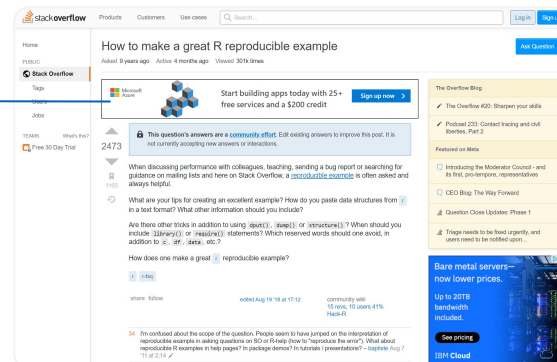 stackoverflow
Products Customers Use cases
Search...
Log in Sign
Home
PUBLIC
Stack Overflow
Tags
Users
Jobs
TEAMS What's this?
Free 30 Day Trial
How to make a great R reproducible example
Asked 9 years ago Active 4 months ago Viewed 301k times
Ask Question
Microsoft
Azure
Start building apps today with 25+
free services and a $200 credit
Sign up now
2473
1165
This question's answers are a community effort. Edit existing answers to improve this post. It is
not currently accepting new answers or interactions.
When discussing performance with colleagues, teaching, sending a bug report or searching for
guidance on mailing lists and here on Stack Overflow, a reproducible example is often asked and
always helpful.
What are your tips for creating an excellent example? How do you paste data structures from r
in a text format? What other information should you include?
Are there other tricks in addition to using dput(), dump() or structure()? When should you
include library() or require() statements? Which reserved words should one avoid, in
addition to c, df, data, etc.?
How does one make a great r reproducible example?
r r-faq
share follow
edited Aug 19 '18 at 17:12
community wiki
15 revs, 10 users 41%
Hack-R
34 I'm confused about the scope of the question. People seem to have jumped on the interpretation of
reproducible example in asking questions on SO or R-help (how to "reproduce the error"). What about
reproducible R examples in help pages? In package demos? In tutorials / presentations? – baptiste Aug 7
'11 at 2:14
The Overflow Blog
The Overflow #20: Sharpen your skills
Podcast 233: Contact tracing and civil
liberties, Part 2
Featured on Meta
Introducing the Moderator Council - and
its first, pro-tempore, representatives
CEO Blog: The Way Forward
Question Close Updates: Phase 1
Triage needs to be fixed urgently, and
users need to be notified upon...
Bare metal servers—
now lower prices.
Up to 20TB
bandwidth
included.
See pricing
IBM Cloud